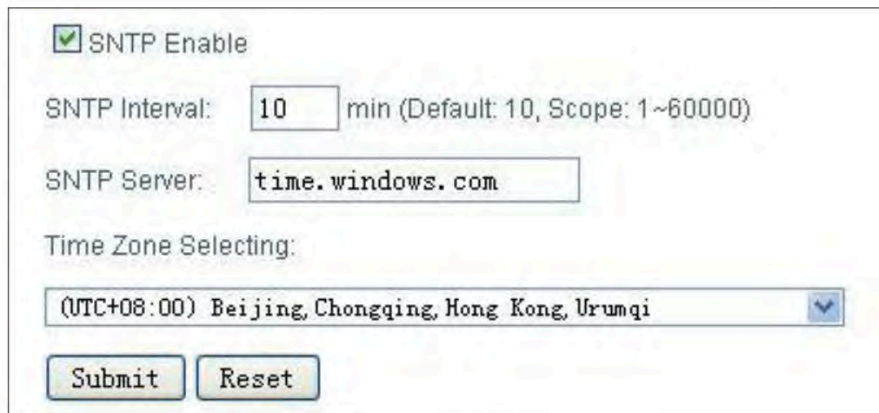 SNTP Enable
SNTP Interval: 10 min (Default: 10, Scope: 1~60000)
SNTP Server: time.windows.com
Time Zone Selecting:
(UTC+08:00) Beijing,Chongqing,Hong Kong,Urumqi
Submit Reset